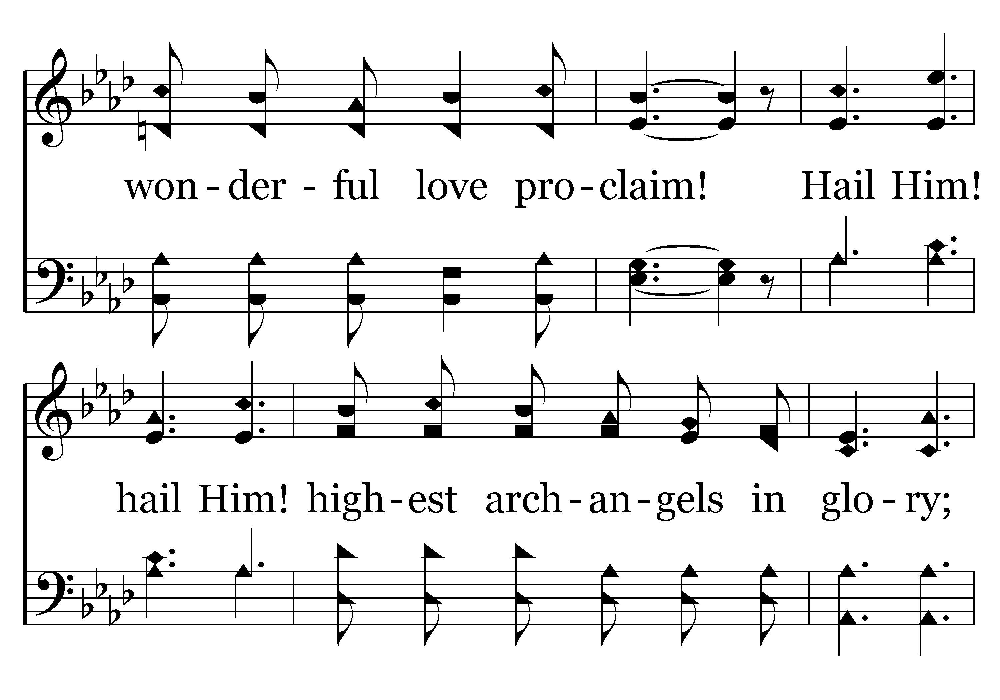 won - der - ful love pro - claim! Hail Him!
hail Him! high - est arch - an - gels in glo - ry;